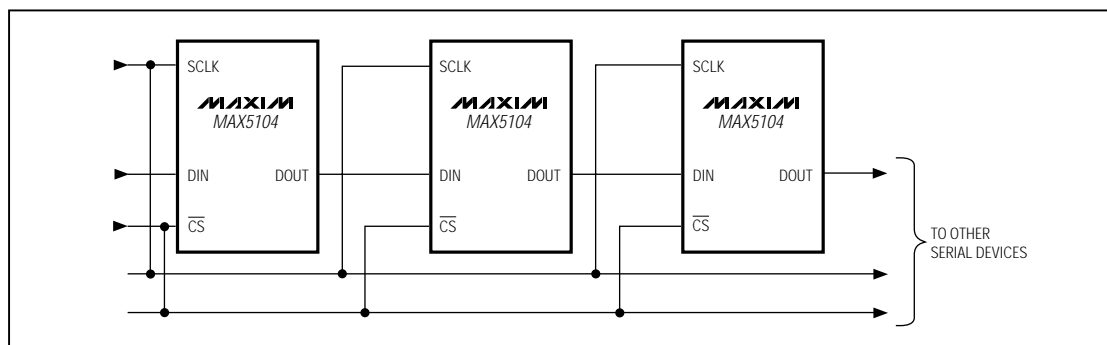 SCLK
MAXIM
MAX5104
DIN DOUT
CS
SCLK
MAXIM
MAX5104
DIN DOUT
CS
SCLK
MAXIM
MAX5104
DIN DOUT
CS
TO OTHER
SERIAL DEVICES